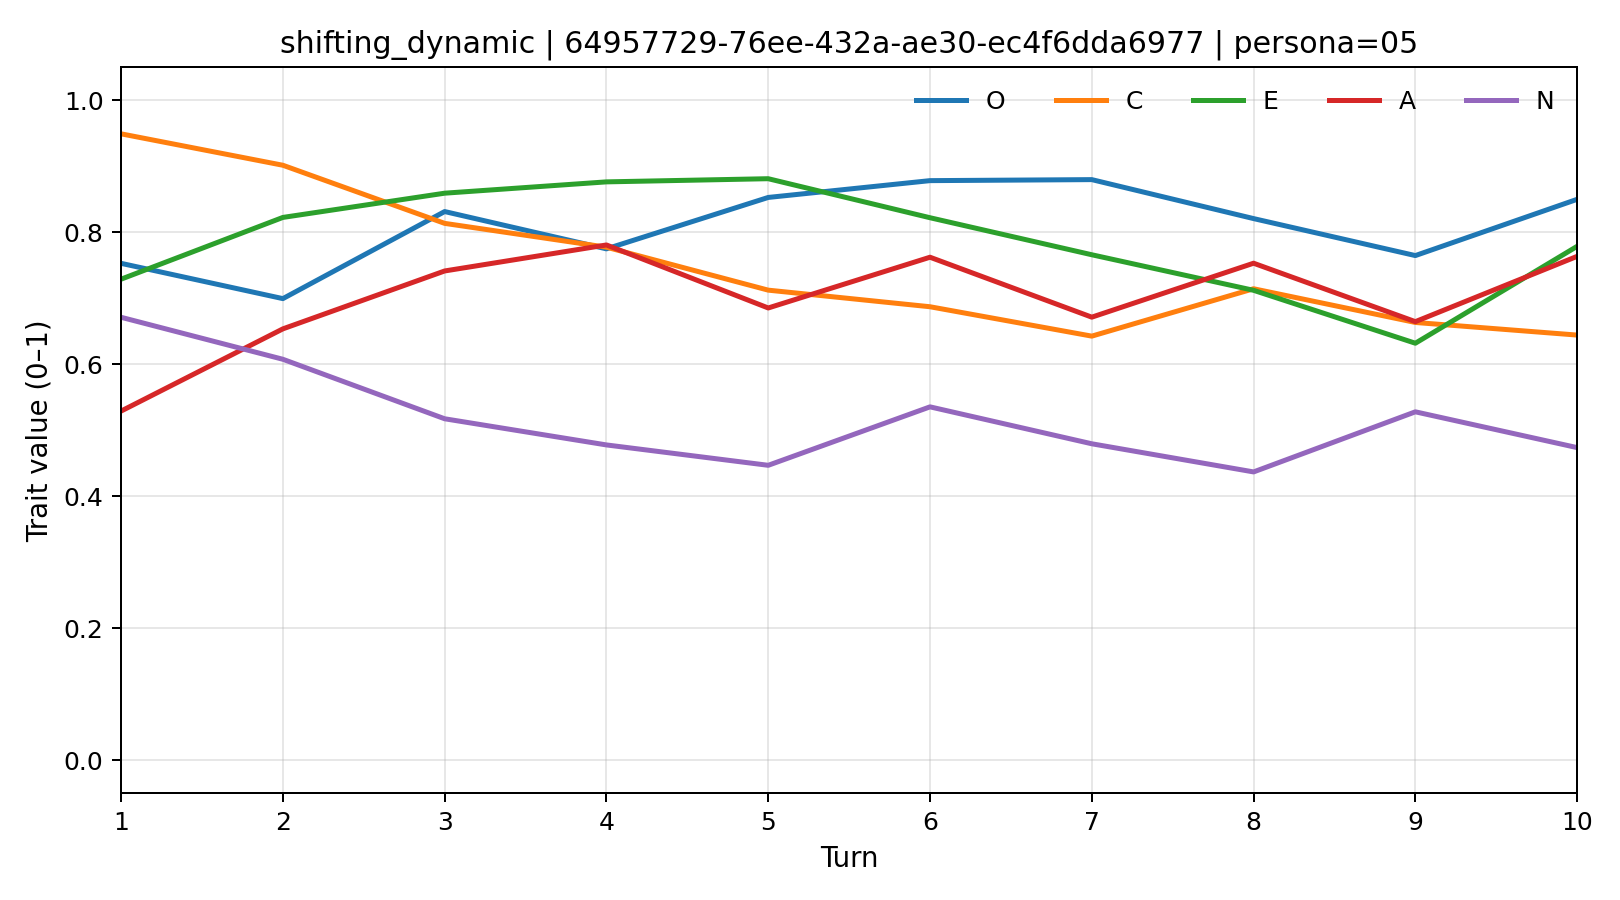 shifting_dynamic | 64957729-76ee-432a-ae30-ec4f6dda6977 | persona=05
O C E A N
Trait value (0–1)
1.0
0.8
0.6
0.4
0.2
0.0
1 2 3 4 5 6 7 8 9 10
Turn